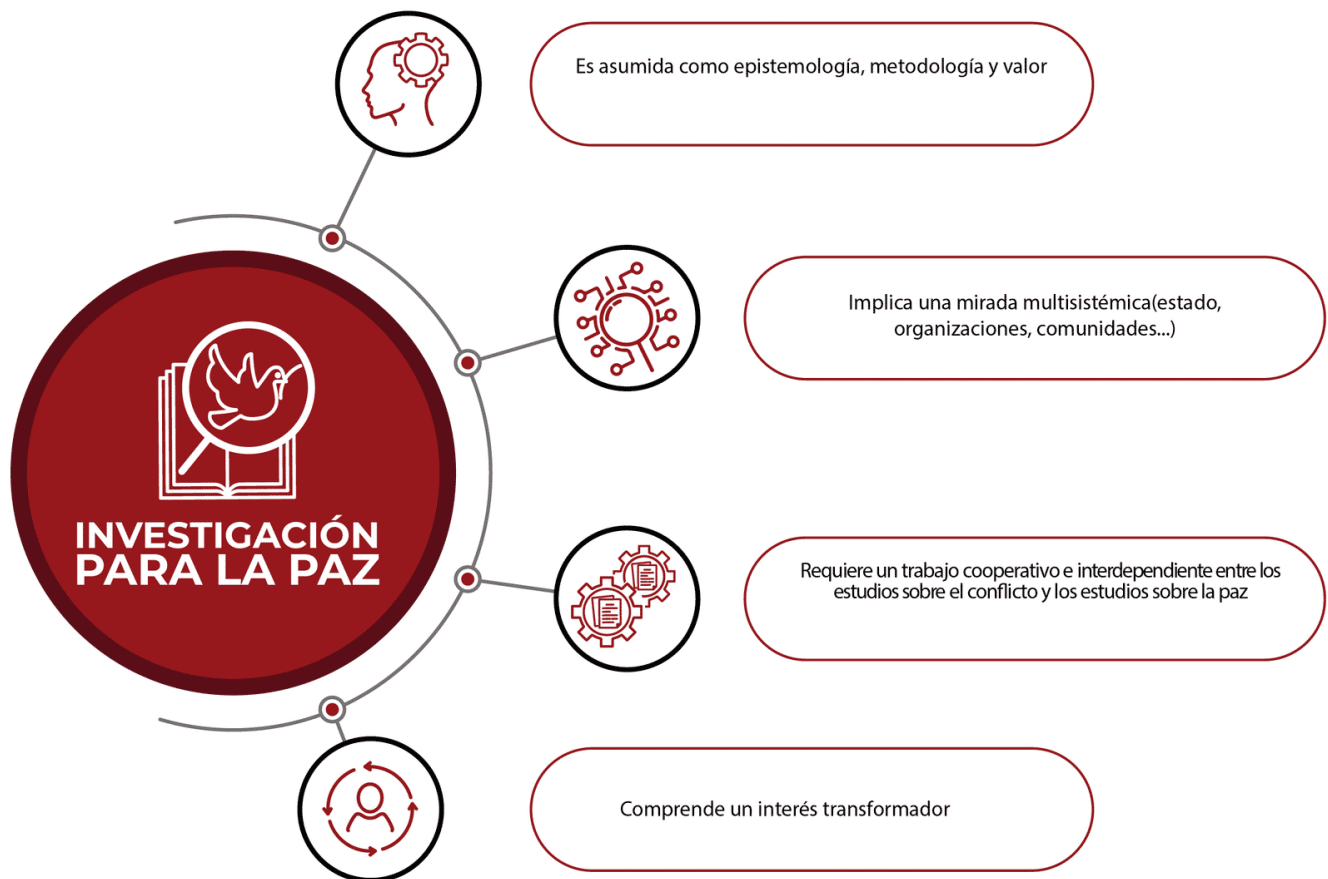 Es asumida como epistemología, metodología y valor
Implica una mirada multisistémica(estado,
organizaciones, comunidades...)
INVESTIGACIÓN
PARA LA PAZ
Requiere un trabajo cooperativo e interdependiente entre los
estudios sobre el conflicto y los estudios sobre la paz
Comprende un interés transformador